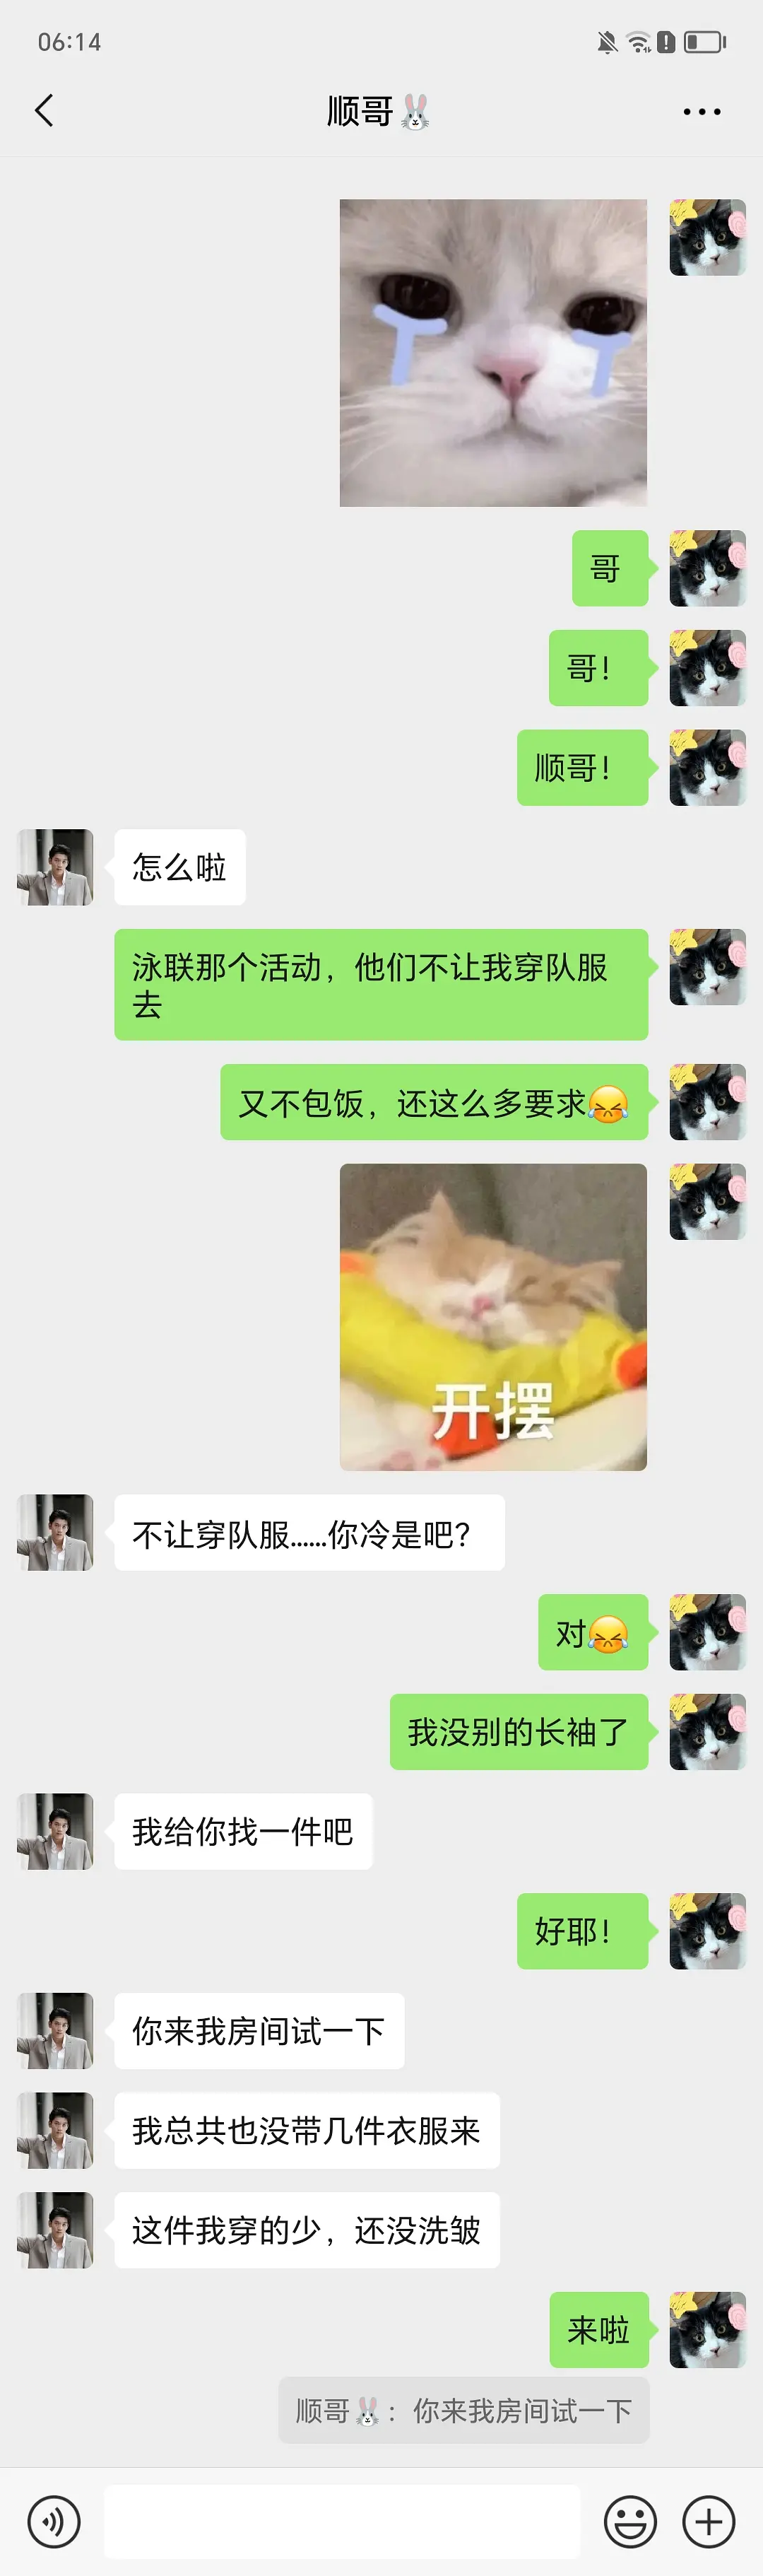 06:14
顺哥🐰
哥
哥！
顺哥！
怎么啦
泳联那个活动，他们不让我穿队服
去
又不包饭，还这么多要求😹
开摆
不让穿队服……你冷是吧？
对😹
我没别的长袖了
我给你找一件吧
好耶！
你来我房间试一下
我总共也没带几件衣服来
这件我穿的少，还没洗皱
来啦
顺哥🐰：你来我房间试一下